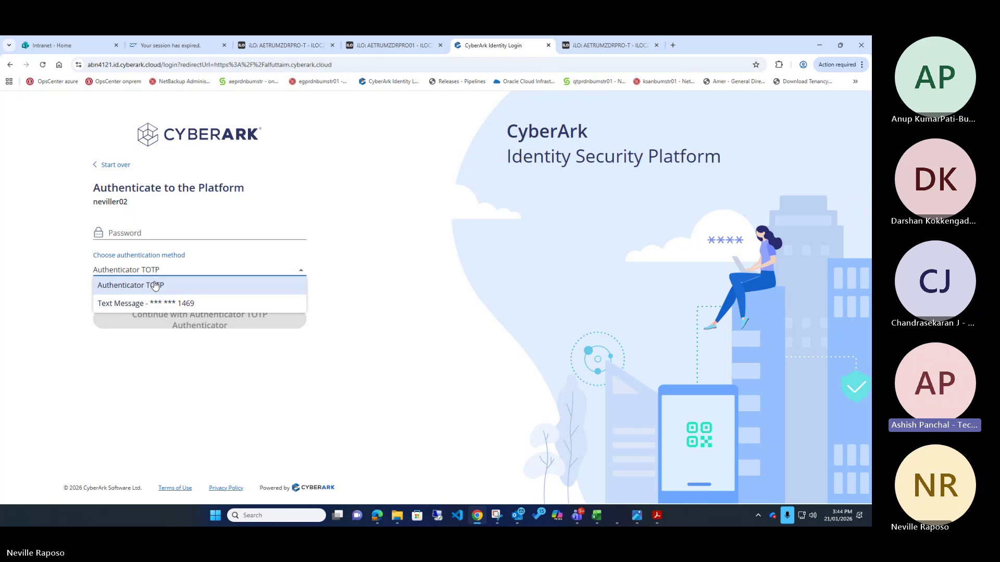 Intranet - Home
Your session has expired.
iLO: AETRUMZDRPRO-T - ILOC
iLO: AETRUMZDRPRO01 - ILOC
CyberArk Identity Login
iLO: AETRUMZDRPRO-T - ILOC
abn4121.id.cyberark.cloud/login?redirectUrl=https%3A%2F%2Falfuttaim.cyberark.cloud
Action required
OpsCenter azure
OpsCenter onprem
NetBackup Adminis...
aeprdnbumstr - on...
egprdnbumstr01 -...
CyberArk Identity L...
Releases - Pipelines
Oracle Cloud Infrast...
qtprdnbumstr01 - N...
ksanbumstr01 - Net...
Amer - General Dire...
Download Tenancy...
CYBERARK®
Start over
Authenticate to the Platform
neviller02
Password
Choose authentication method
Authenticator TOTP
Authenticator TOTP
Text Message - *** *** 1469
Continue with Authenticator TOTP
Authenticator
CyberArk
Identity Security Platform
****
© 2026 CyberArk Software Ltd.
Terms of Use
Privacy Policy
Powered by CYBERARK
Search
15
M365
9+
3:44 PM
21/01/2026
AP
Anup KumarPati-Bu...
DK
Darshan Kokkengad...
CJ
Chandrasekaran J - ...
AP
Ashish Panchal - Tec...
NR
Neville Raposo
Neville Raposo